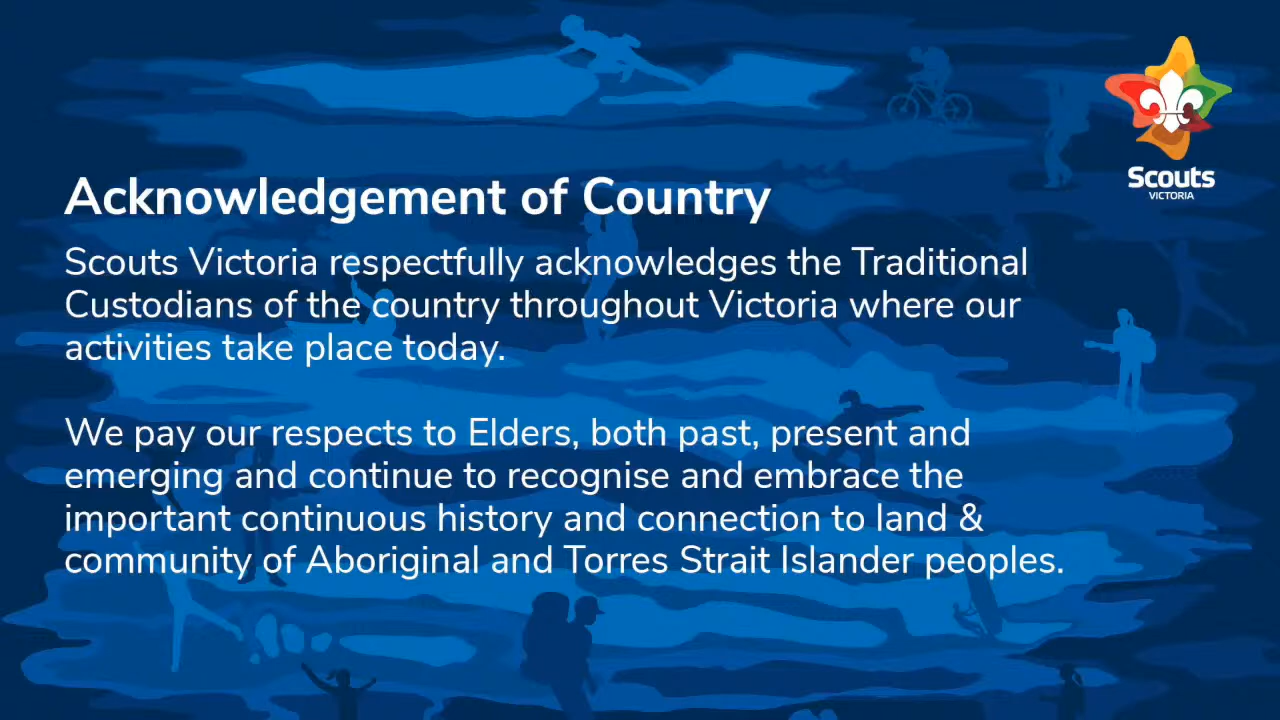 Scouts
VICTORIA
Acknowledgement of Country
Scouts Victoria respectfully acknowledges the Traditional
Custodians of the country throughout Victoria where our
activities take place today.
We pay our respects to Elders, both past, present and
emerging and continue to recognise and embrace the
important continuous history and connection to land &
community of Aboriginal and Torres Strait Islander peoples.